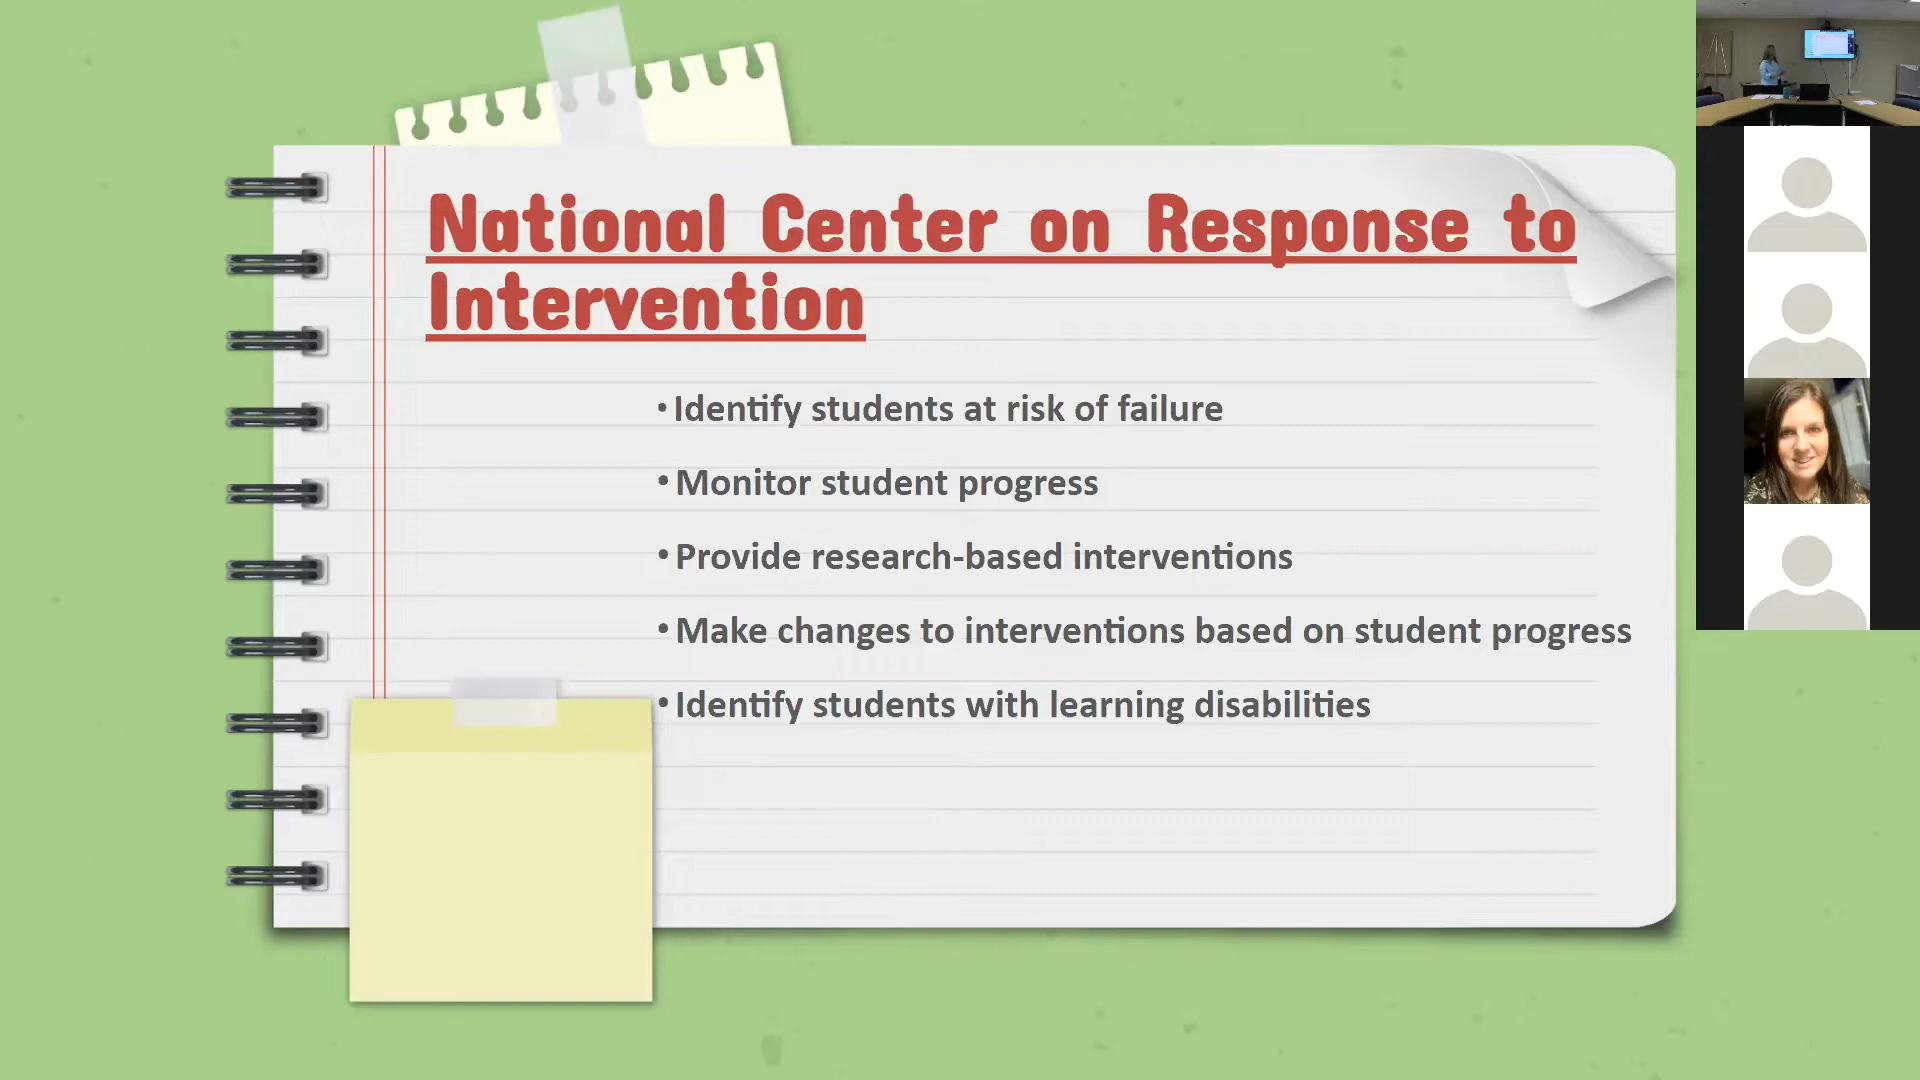 National Center on Response to
Intervention
• Identify students at risk of failure
• Monitor student progress
• Provide research-based interventions
• Make changes to interventions based on student progress
• Identify students with learning disabilities